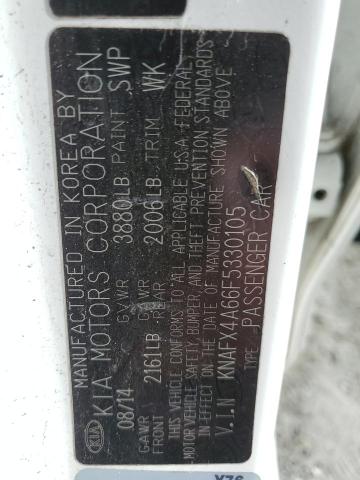 MANUFACTURED IN KOREA BY
KIA KIA MOTORS CORPORATION
08/14 GVWR 3880LB PAINT SWP
GAWR GAWR
FRONT 2161LB REAR 2006LB TRIM WK
THIS VEHICLE CONFORMS TO ALL APPLICABLE U.S.A FEDERAL
MOTOR VEHICLE SAFETY, BUMPER, AND THEFT PREVENTION STANDARDS
IN EFFECT ON THE DATE OF MANUFACTURE SHOWN ABOVE
V.I.N KNAFX4A66F5330105
TYPE: PASSENGER CAR